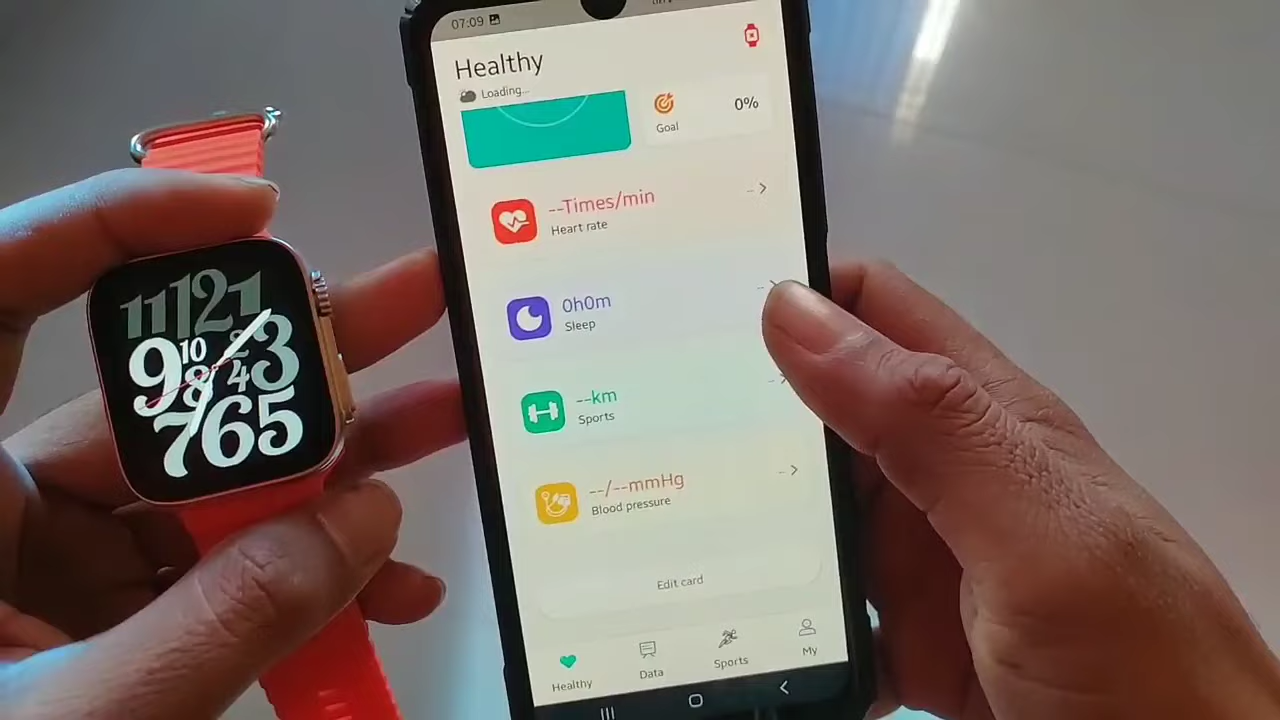 07:09
Healthy
Loading...
Goal
0%
--Times/min
--
Heart rate
0h0m
--
Sleep
--km
--
Sports
--/--mmHg
--
Blood pressure
Edit card
Healthy
Data
Sports
My
11 12 1
10 2
9 3
8 4
7 6 5